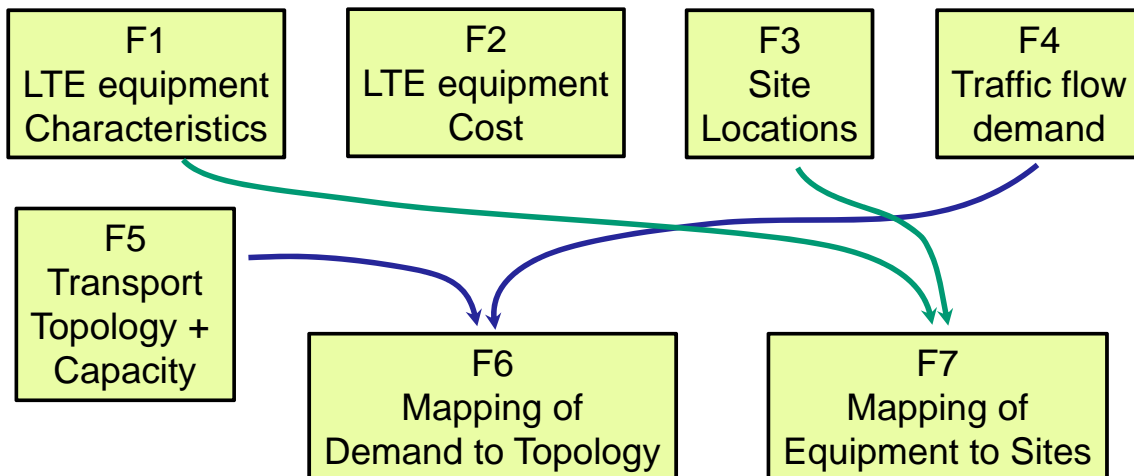 F1
LTE equipment
Characteristics
F2
LTE equipment
Cost
F3
Site
Locations
F4
Traffic flow
demand
F5
Transport
Topology +
Capacity
F6
Mapping of
Demand to Topology
F7
Mapping of
Equipment to Sites